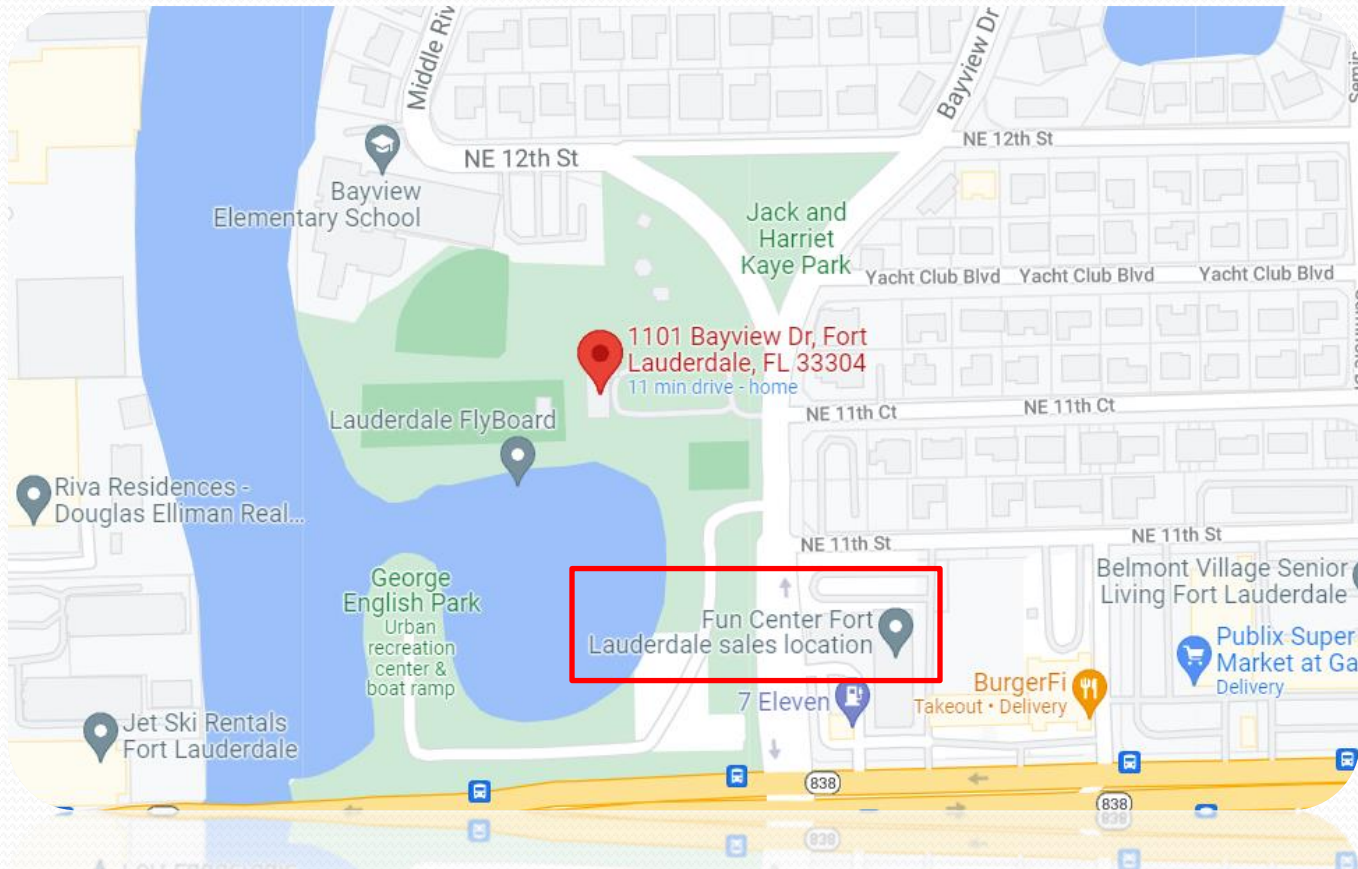 Middle Riv
Bayview Dr
NE 12th St
NE 12th St
Bayview
Elementary School
Jack and
Harriet
Kaye Park
Yacht Club Blvd
Yacht Club Blvd
Yacht Club Blvd
1101 Bayview Dr, Fort
Lauderdale, FL 33304
11 min drive - home
NE 11th Ct
NE 11th Ct
Lauderdale FlyBoard
Riva Residences -
Douglas Elliman Real...
NE 11th St
NE 11th St
George
English Park
Urban
recreation
center &
boat ramp
Fun Center Fort
Lauderdale sales location
Belmont Village Senior
Living Fort Lauderdale
Publix Super
Market at Ga
Delivery
BurgerFi
Takeout • Delivery
7 Eleven
Jet Ski Rentals
Fort Lauderdale
838
838